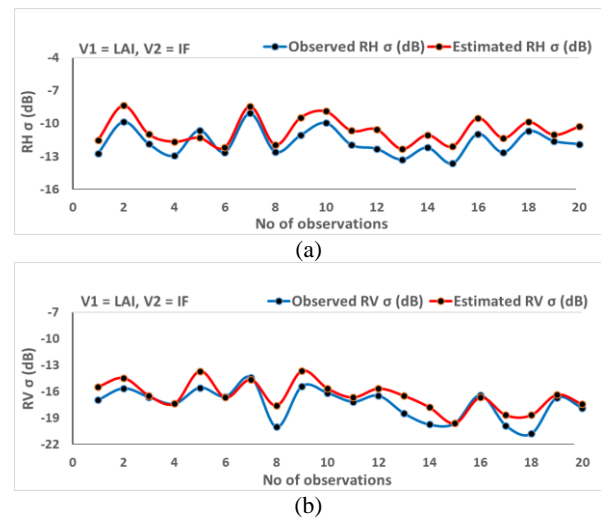 V1 = LAI, V2 = IF
Observed RH σ (dB) Estimated RH σ (dB)
-4
-7
-10
-13
-16
RH σ (dB)
0 2 4 6 8 10 12 14 16 18 20
No of observations
(a)
V1 = LAI, V2 = IF
Observed RV σ (dB) Estimated RV σ (dB)
-7
-10
-13
-16
-19
-22
RV σ (dB)
0 2 4 6 8 10 12 14 16 18 20
No of observations
(b)